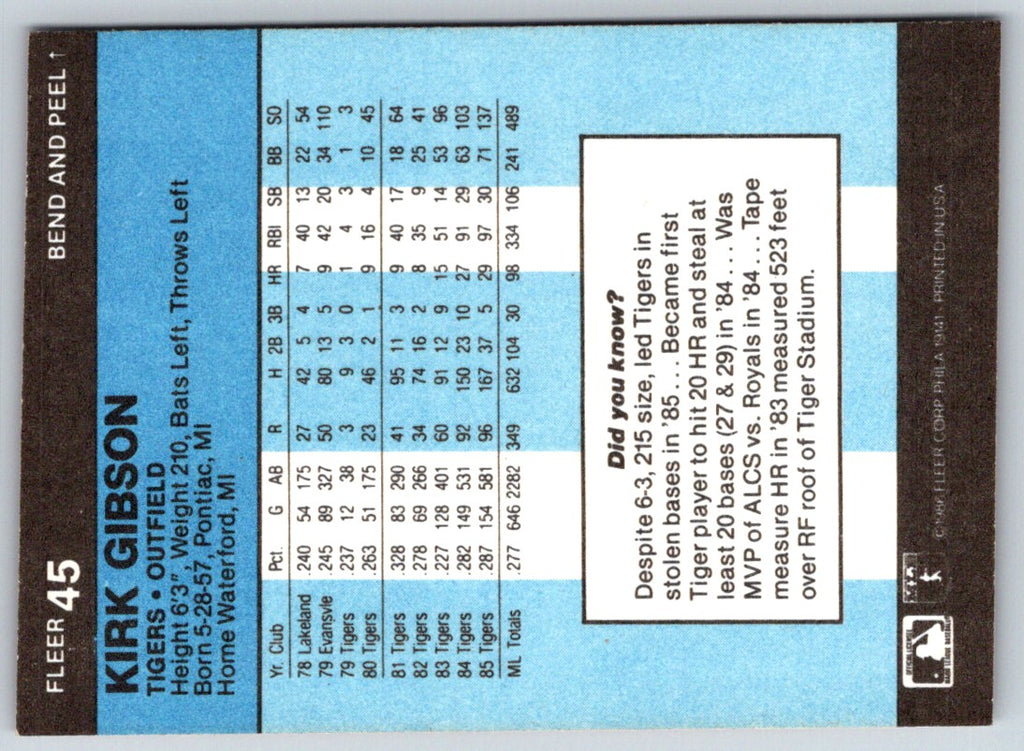 FLEER 45 BEND AND PEEL ↑
KIRK GIBSON
TIGERS • OUTFIELD
Height 6'3", Weight 210, Bats Left, Throws Left
Born 5-28-57, Pontiac, MI
Home Waterford, MI
Yr. Club Pct. G AB R H 2B 3B HR RBI SB BB SO
78 Lakeland .240 54 175 27 42 5 4 7 40 13 22 54
79 Evansvle .245 89 327 50 80 13 5 9 42 20 34 110
79 Tigers .237 12 38 3 9 3 0 1 4 3 1 3
80 Tigers .263 51 175 23 46 2 1 9 16 4 10 45
81 Tigers .328 83 290 41 95 11 3 9 40 17 18 64
82 Tigers .278 69 266 34 74 16 2 8 35 9 25 41
83 Tigers .227 128 401 60 91 12 9 15 51 14 53 96
84 Tigers .282 149 531 92 150 23 10 27 91 29 63 103
85 Tigers .287 154 581 96 167 37 5 29 97 30 71 137
ML Totals .277 646 2282 349 632 104 30 98 334 106 241 489
Did you know?
Despite 6-3, 215 size, led Tigers in
stolen bases in '85.... Became first
Tiger player to hit 20 HR and steal at
least 20 bases (27 & 29) in '84.... Was
MVP of ALCS vs. Royals in '84.... Tape
measure HR in '83 measured 523 feet
over RF roof of Tiger Stadium.
©1986 FLEER CORP PHILA 19141 PRINTED IN USA